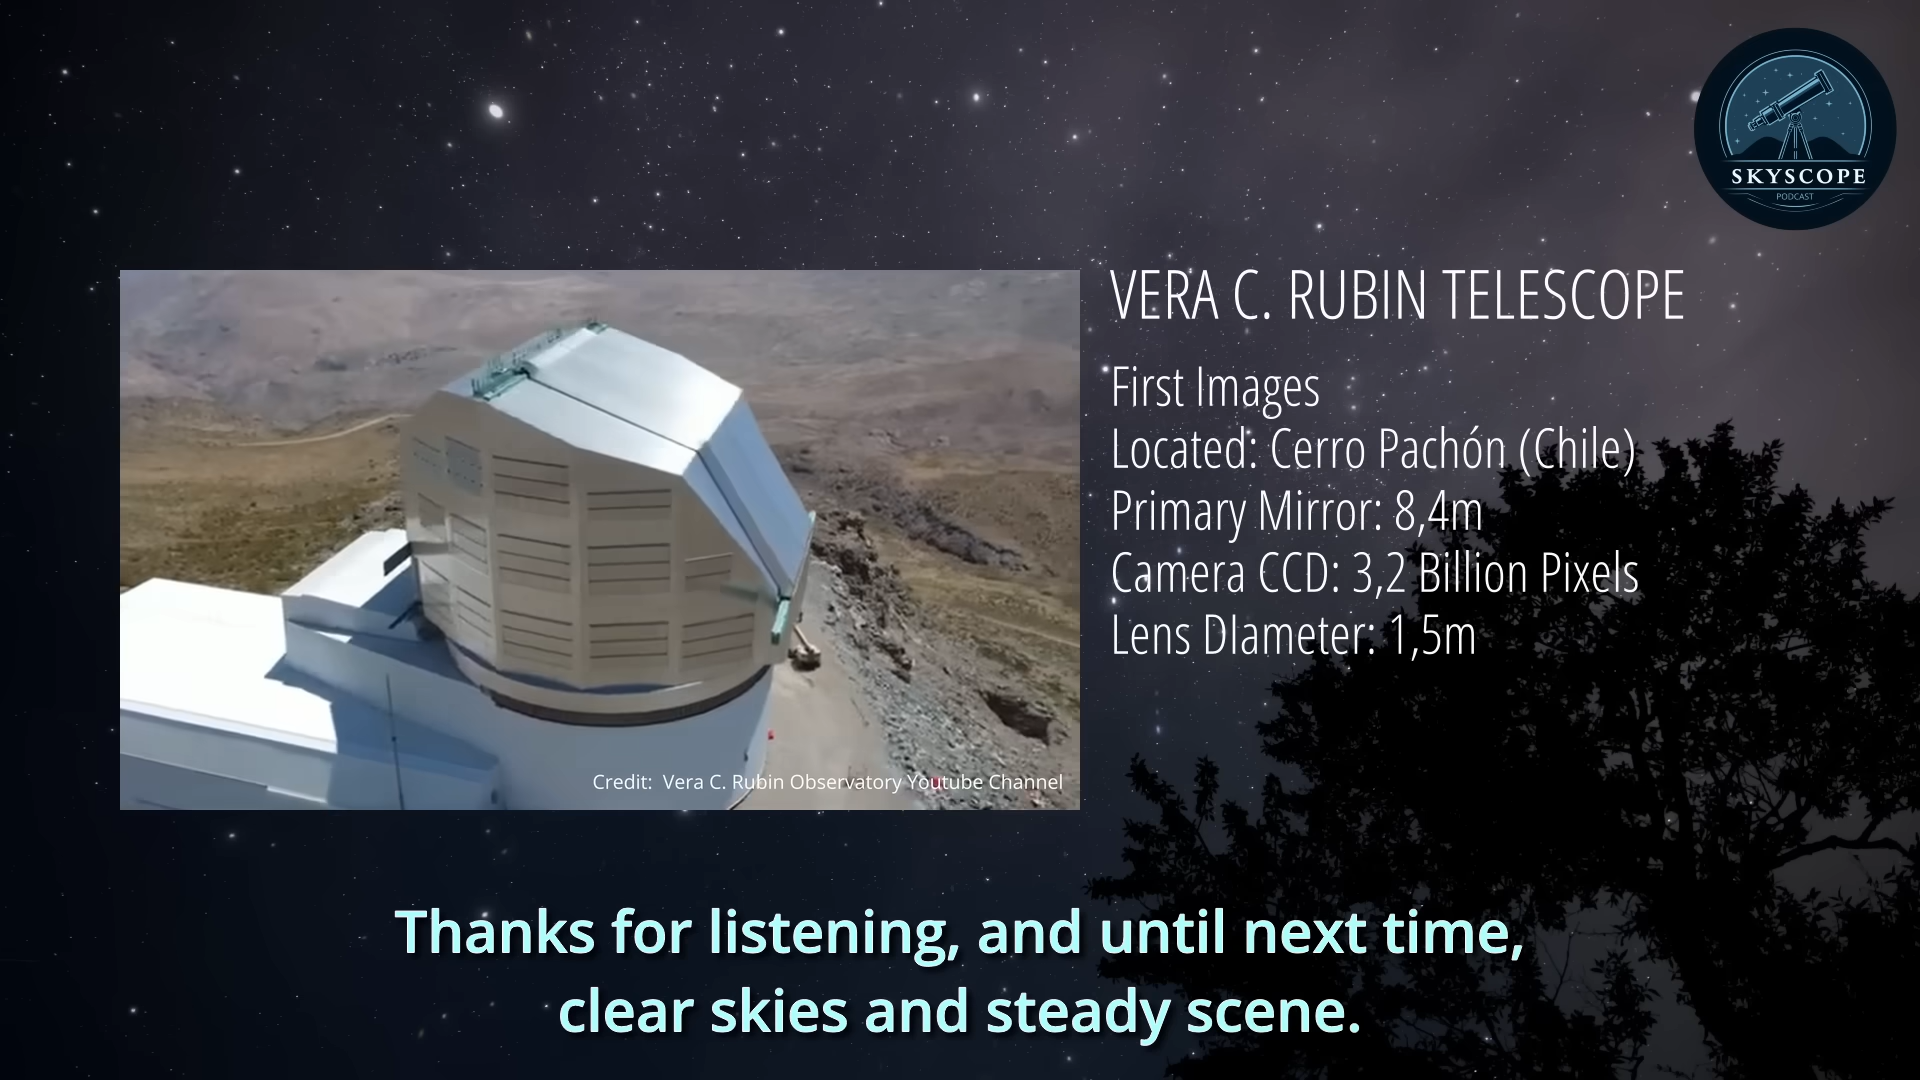 SKYSCOPE
PODCAST
VERA C. RUBIN TELESCOPE
First Images
Located: Cerro Pachón (Chile)
Primary Mirror: 8,4m
Camera CCD: 3,2 Billion Pixels
Lens DIameter: 1,5m
Credit: Vera C. Rubin Observatory Youtube Channel
Thanks for listening, and until next time,
clear skies and steady scene.